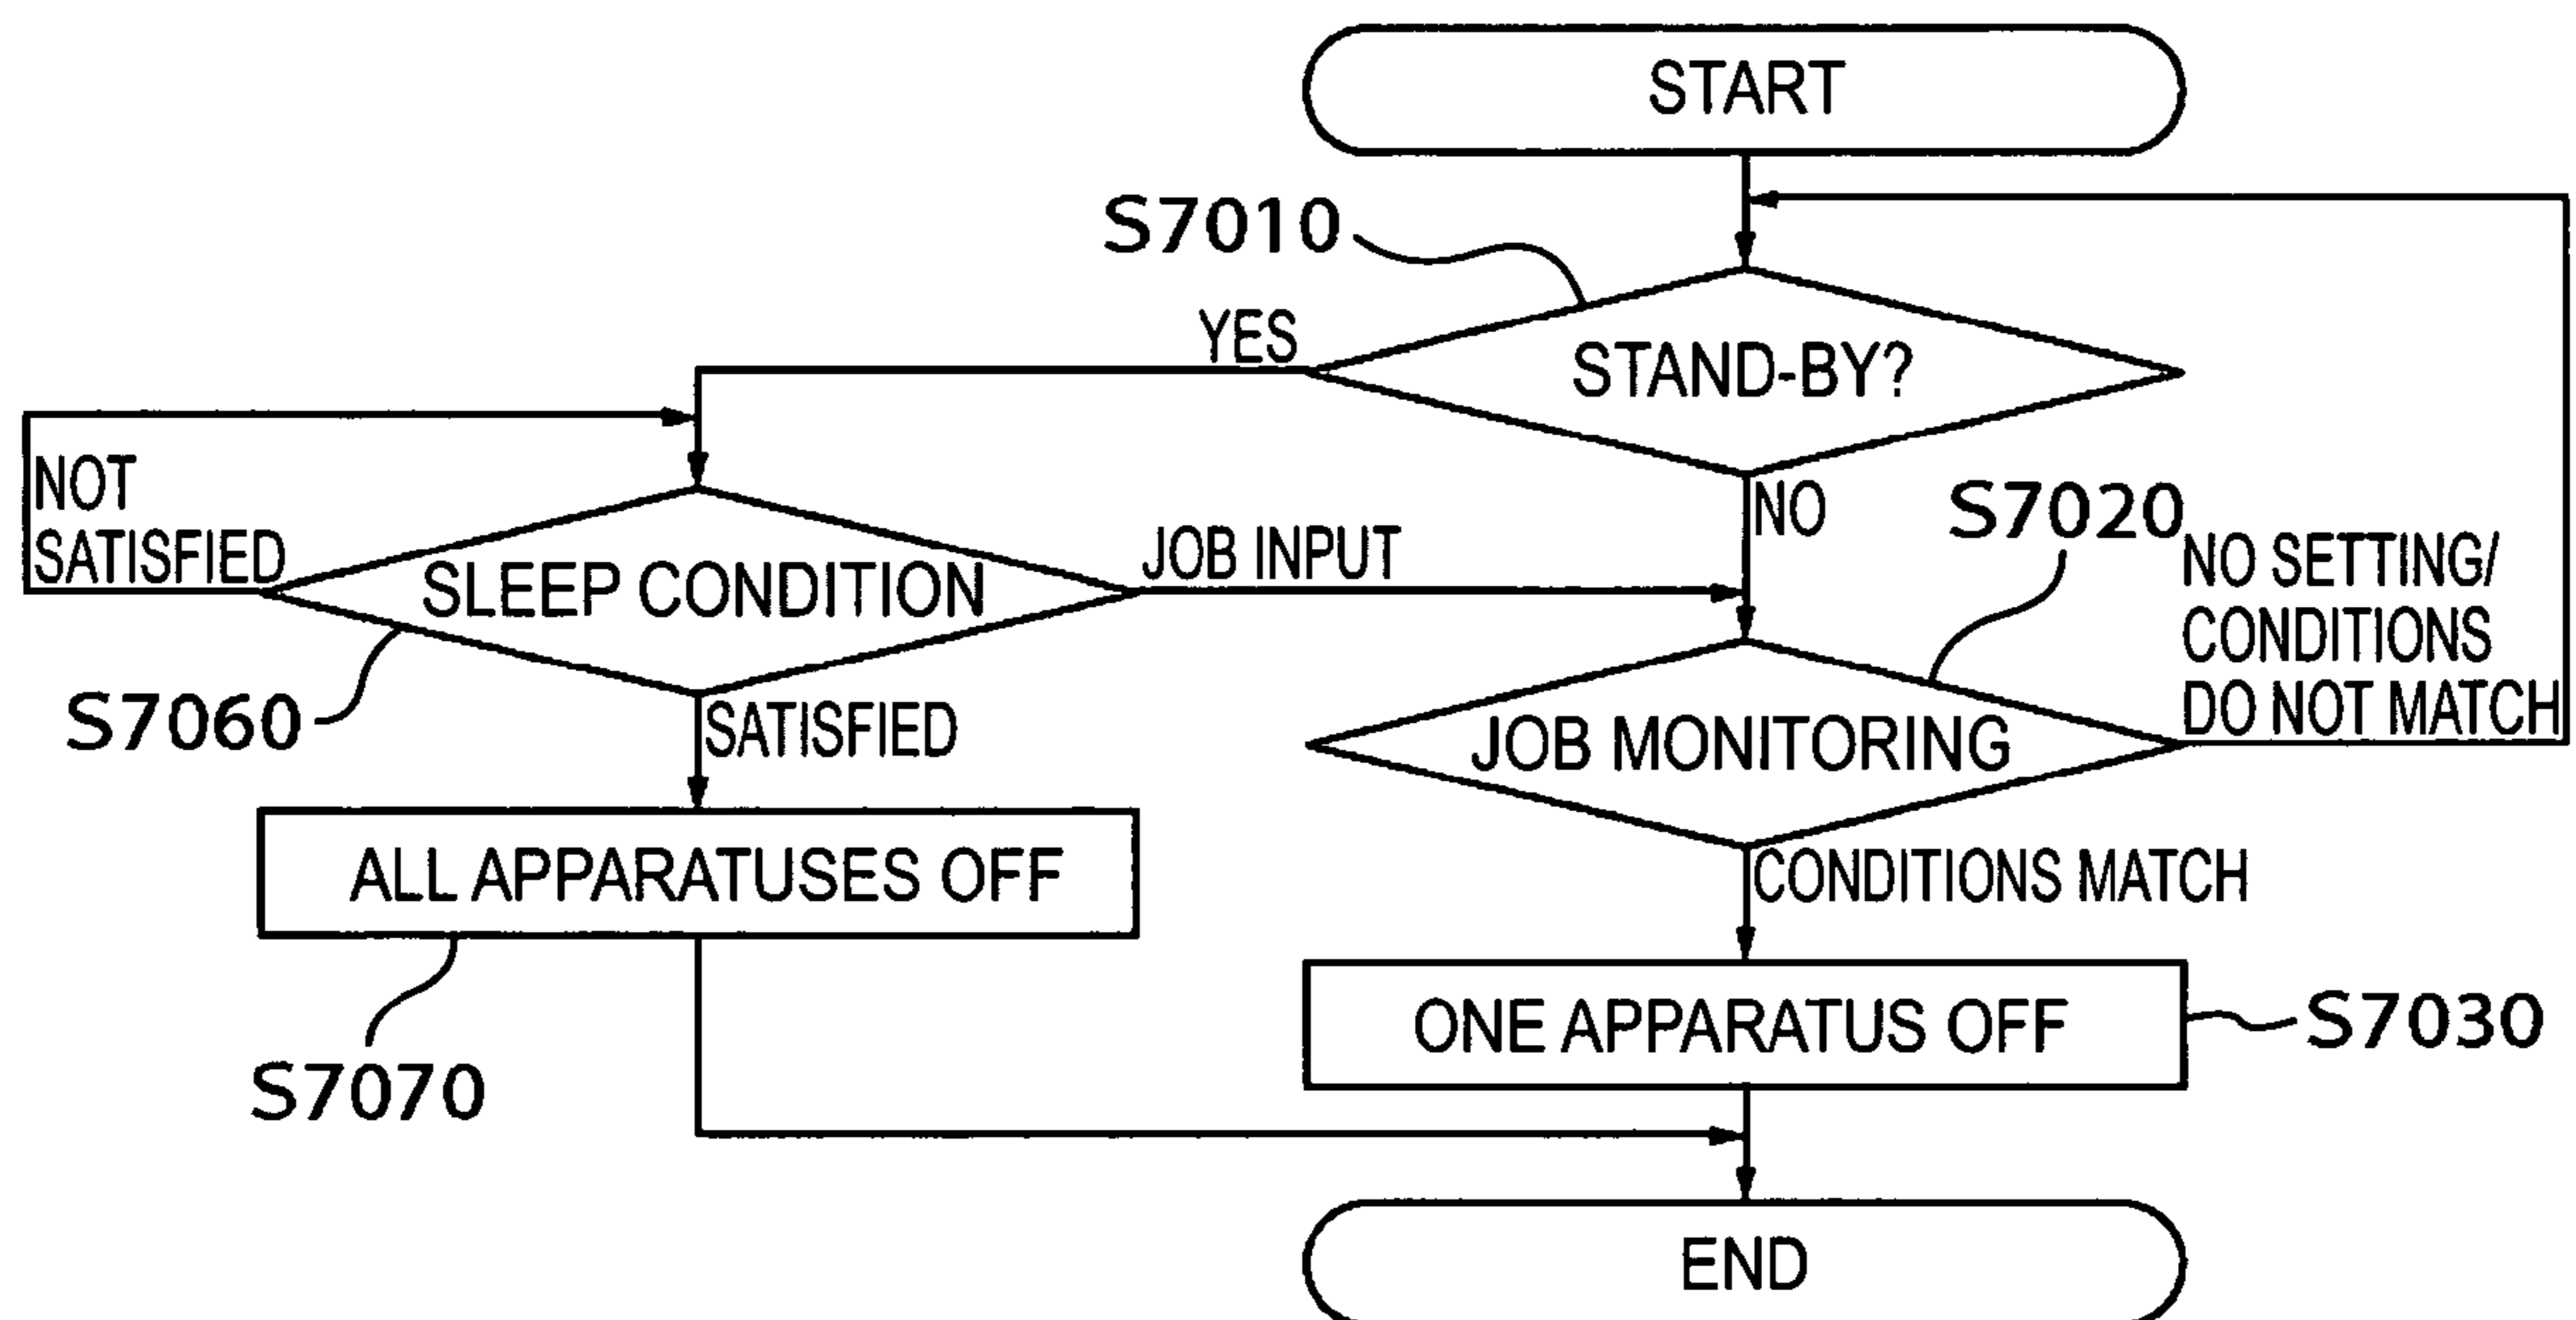 START
S7010
YES
STAND-BY?
NOT
SATISFIED
NO
S7020
JOB INPUT
NO SETTING/
CONDITIONS
DO NOT MATCH
SLEEP CONDITION
S7060
SATISFIED
JOB MONITORING
ALL APPARATUSES OFF
CONDITIONS MATCH
S7070
ONE APPARATUS OFF
S7030
END